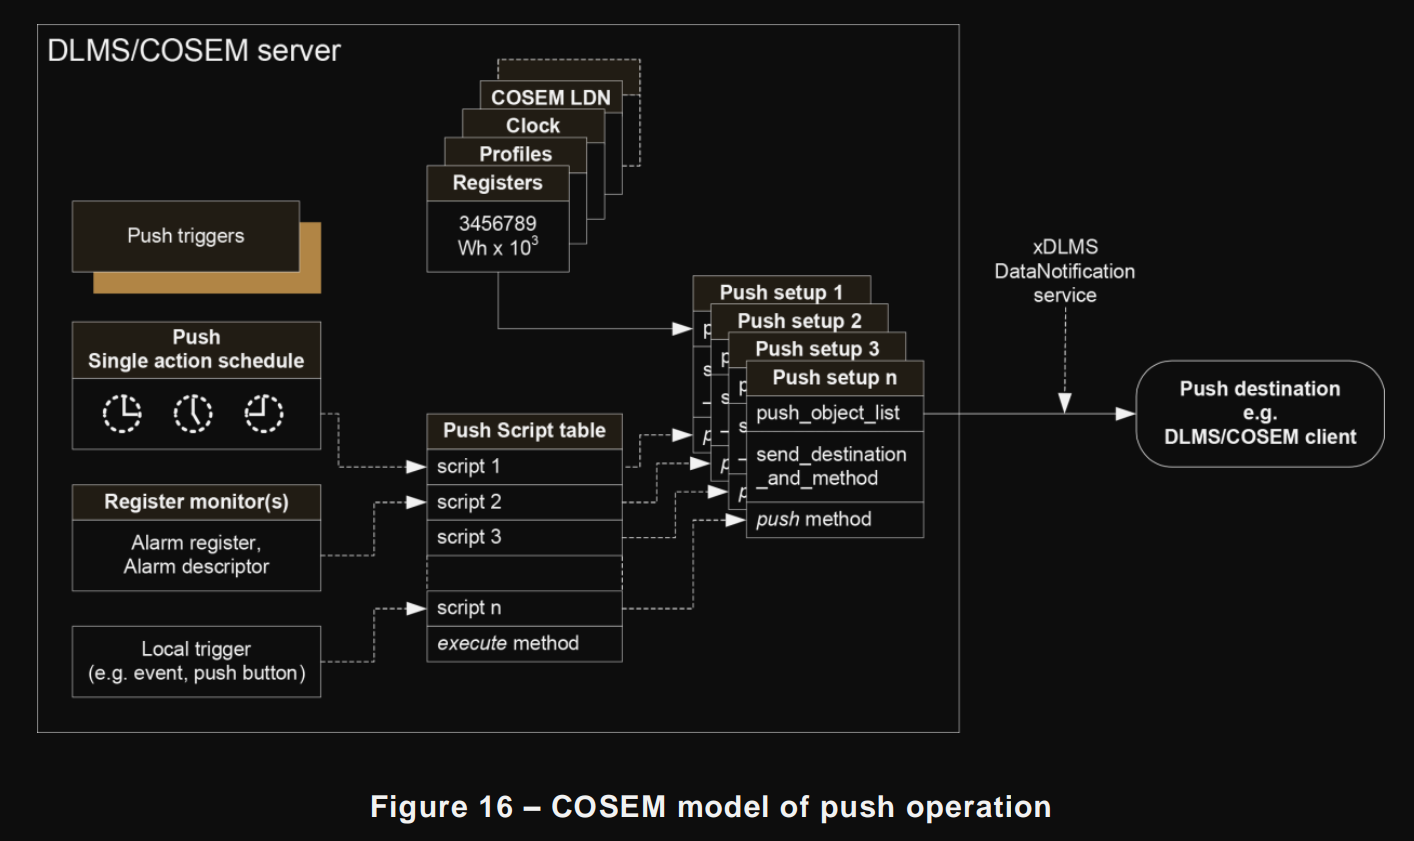 DLMS/COSEM server
COSEM LDN
Clock
Profiles
Registers
3456789
Wh x 10³
Push triggers
Push
Single action schedule
Register monitor(s)
Alarm register,
Alarm descriptor
Local trigger
(e.g. event, push button)
Push Script table
script 1
script 2
script 3
script n
execute method
Push setup 1
p
s
_
p
Push setup 2
p
s
_
p
Push setup 3
p
s
_
p
Push setup n
push_object_list
send_destination
_and_method
push method
xDLMS
DataNotification
service
Push destination
e.g.
DLMS/COSEM client
Figure 16 – COSEM model of push operation